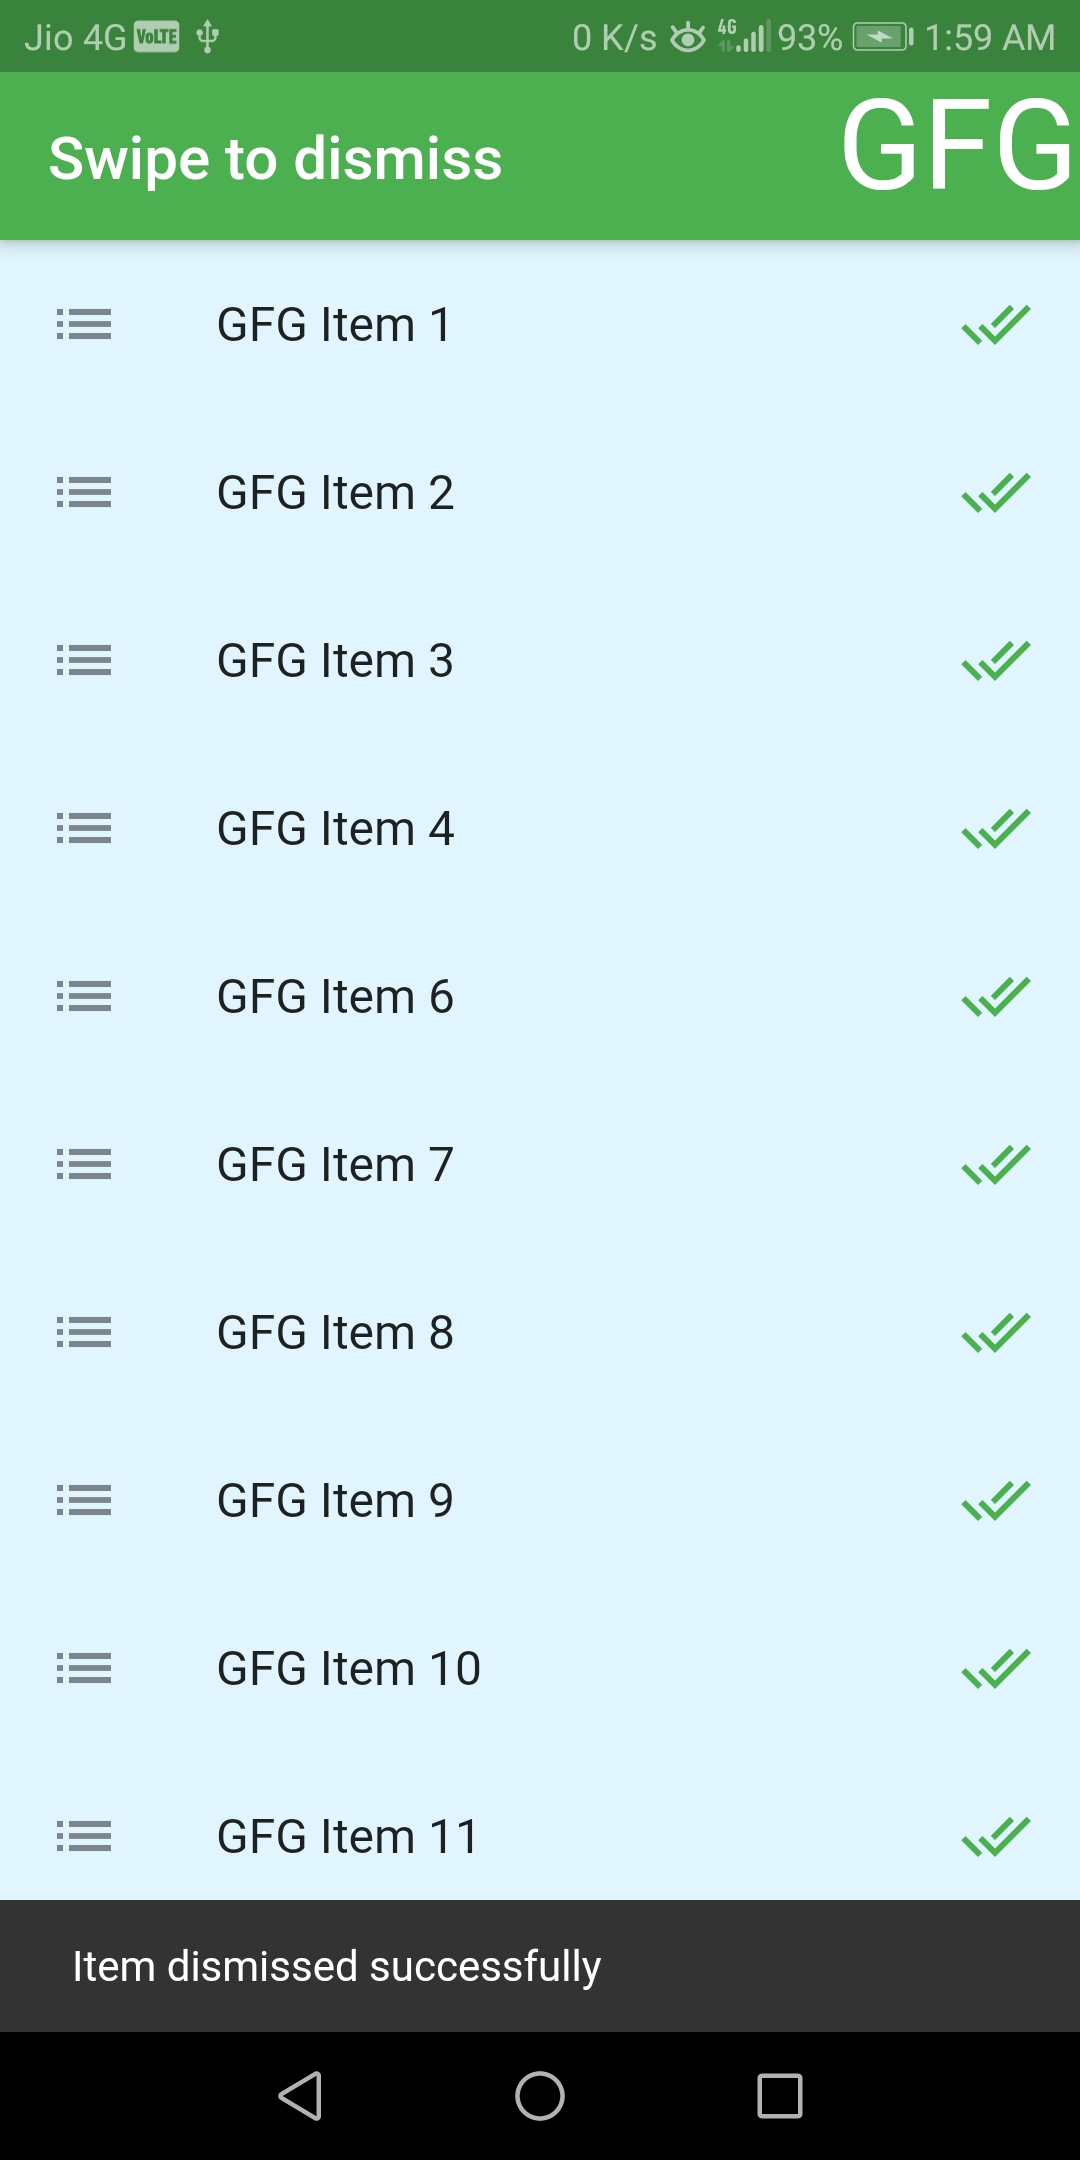 Jio 4G VoLTE 0 K/s 4G 93% 1:59 AM
Swipe to dismiss GFG
GFG Item 1
GFG Item 2
GFG Item 3
GFG Item 4
GFG Item 6
GFG Item 7
GFG Item 8
GFG Item 9
GFG Item 10
GFG Item 11
Item dismissed successfully